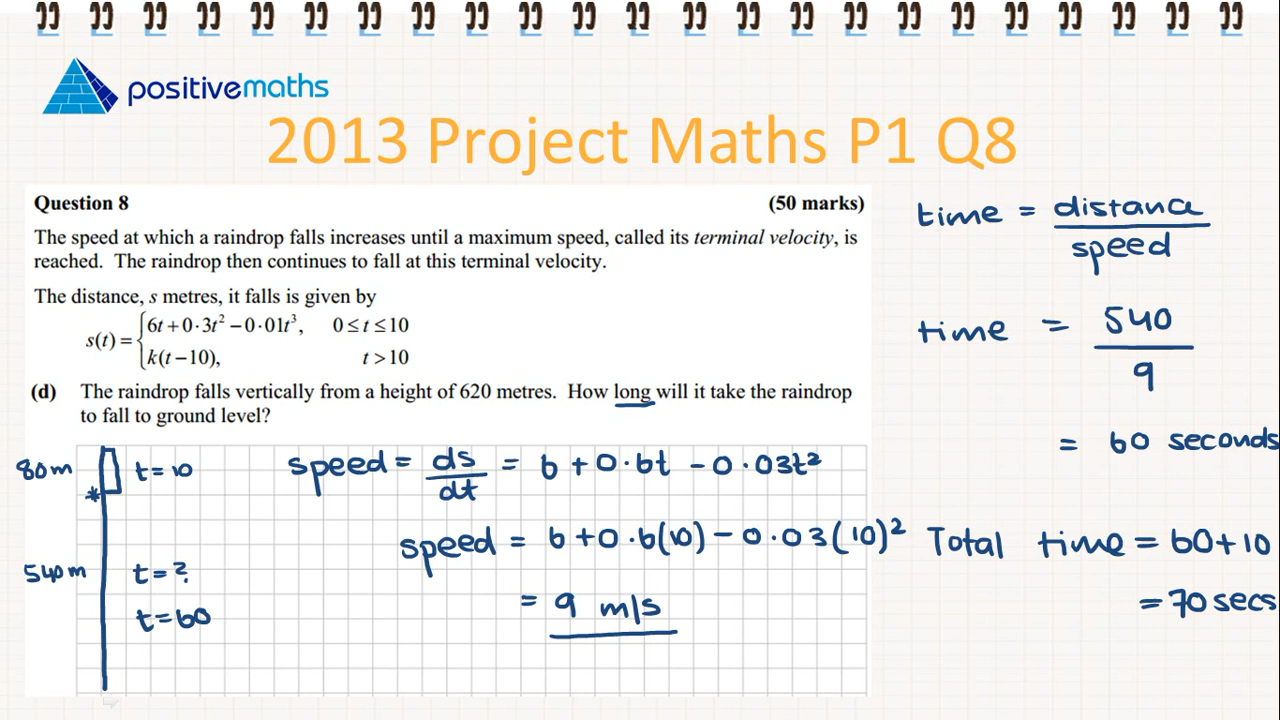 positivemaths
2013 Project Maths P1 Q8
Question 8 (50 marks)
The speed at which a raindrop falls increases until a maximum speed, called its terminal velocity, is
reached. The raindrop then continues to fall at this terminal velocity.
The distance, s metres, it falls is given by
s(t) = { 6t + 0·3t² − 0·01t³, 0 ≤ t ≤ 10
k(t − 10), t > 10
(d) The raindrop falls vertically from a height of 620 metres. How long will it take the raindrop
to fall to ground level?
80m t=10
*
540m t=?
t=60
speed = ds/dt = 6 + 0.6t - 0.03t²
speed = 6 + 0.6(10) - 0.03(10)²
= 9 m/s
time = distance/speed
time = 540/9
= 60 seconds
Total time = 60+10
= 70 secs